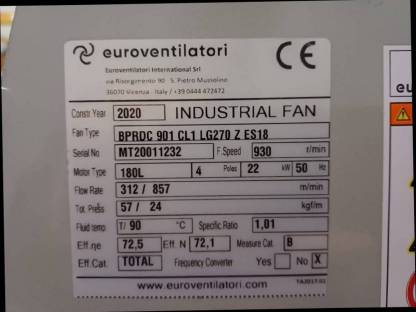 euroventilatori
CE
Euroventilatori International Srl
via Risorgimento 90 S. Pietro Mussolino
36070 Vicenza - Italy / +39 0444 472472
Constr Year 2020 INDUSTRIAL FAN
Fan Type BPRDC 901 CL1 LG270 Z ES18
Serial No MT20011232 F.Speed 930 r/min
Motor Type 180L 4 Poles 22 kW 50 Hz
Flow Rate 312 / 857 m/min
Tot. Press 57 / 24 kgf/m
Fluid temp T/ 90 °C Specific Ratio 1,01
Eff.ηe 72,5 Eff. N 72,1 Measure Cat. B
Eff.Cat. TOTAL Frequency Converter Yes No X
www.euroventilatori.com
TA2017.01
eu